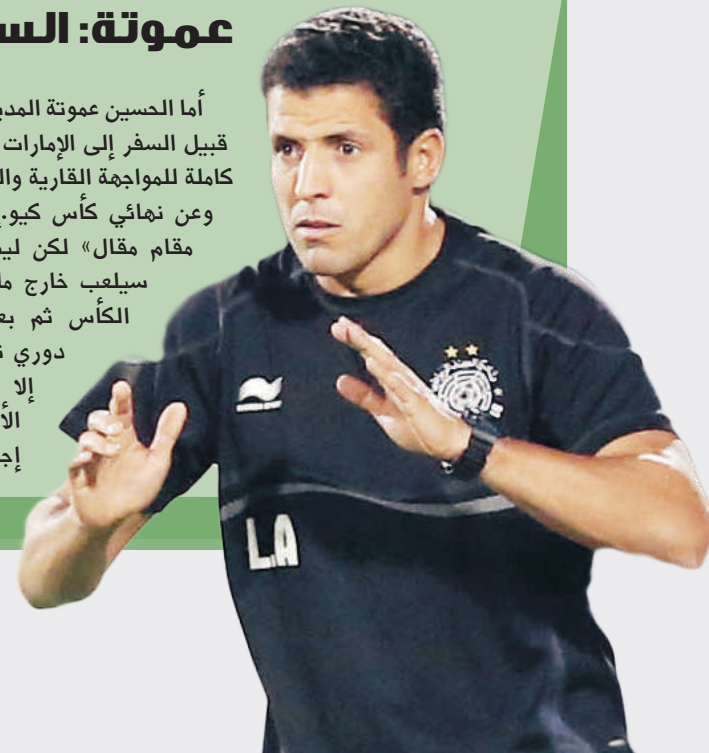 عموتة: الس
أما الحسين عموتة المدي
قبيل السفر إلى الإمارات
كاملة للمواجهة القارية وال
وعن نهائي كأس كيو.
مقام مقال» لكن لي
سيلعب خارج م
الكأس ثم بع
دوري
إلا
الأ
إج
L.A